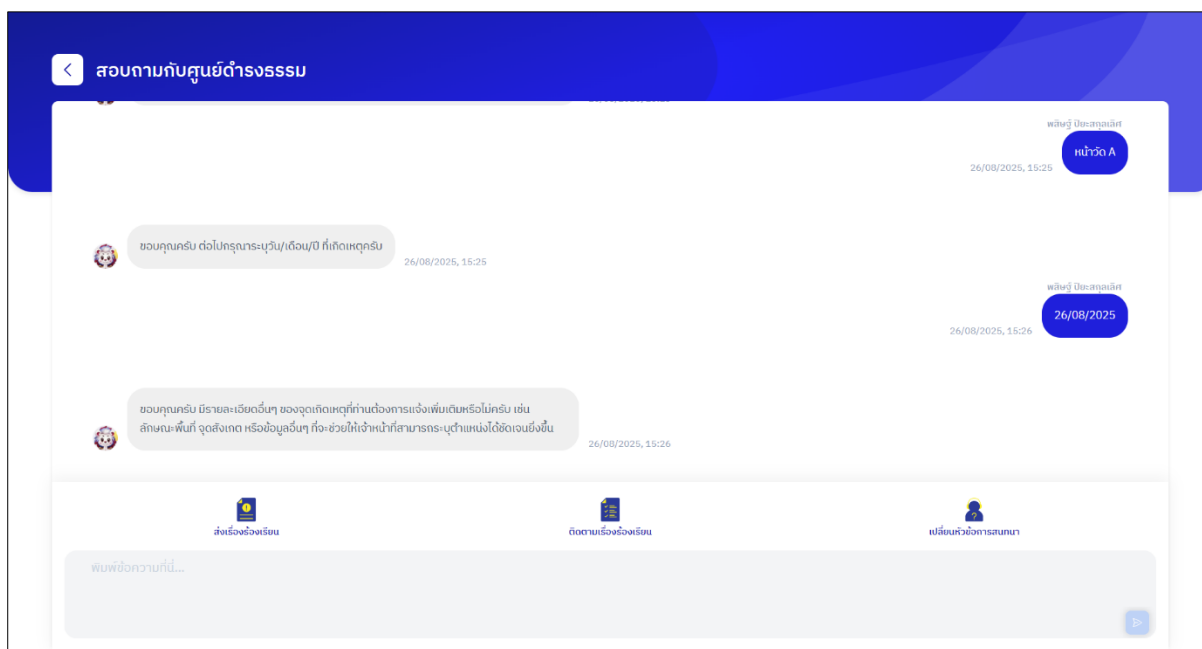 สอบถามกับศูนย์ดำรงธรรม
พสิษฐ์ ปิยะสกุลเลิศ
หน้าวัด A
26/08/2025, 15:25
ขอบคุณครับ ต่อไปกรุณาระบุวัน/เดือน/ปี ที่เกิดเหตุครับ
26/08/2025, 15:25
พสิษฐ์ ปิยะสกุลเลิศ
26/08/2025
26/08/2025, 15:26
ขอบคุณครับ มีรายละเอียดอื่นๆ ของจุดเกิดเหตุที่ท่านต้องการแจ้งเพิ่มเติมหรือไม่ครับ เช่น
ลักษณะพื้นที่ จุดสังเกต หรือข้อมูลอื่นๆ ที่จะช่วยให้เจ้าหน้าที่สามารถระบุตำแหน่งได้ชัดเจนยิ่งขึ้น
26/08/2025, 15:26
ส่งเรื่องร้องเรียน
ติดตามเรื่องร้องเรียน
เปลี่ยนหัวข้อการสนทนา
พิมพ์ข้อความที่นี่...